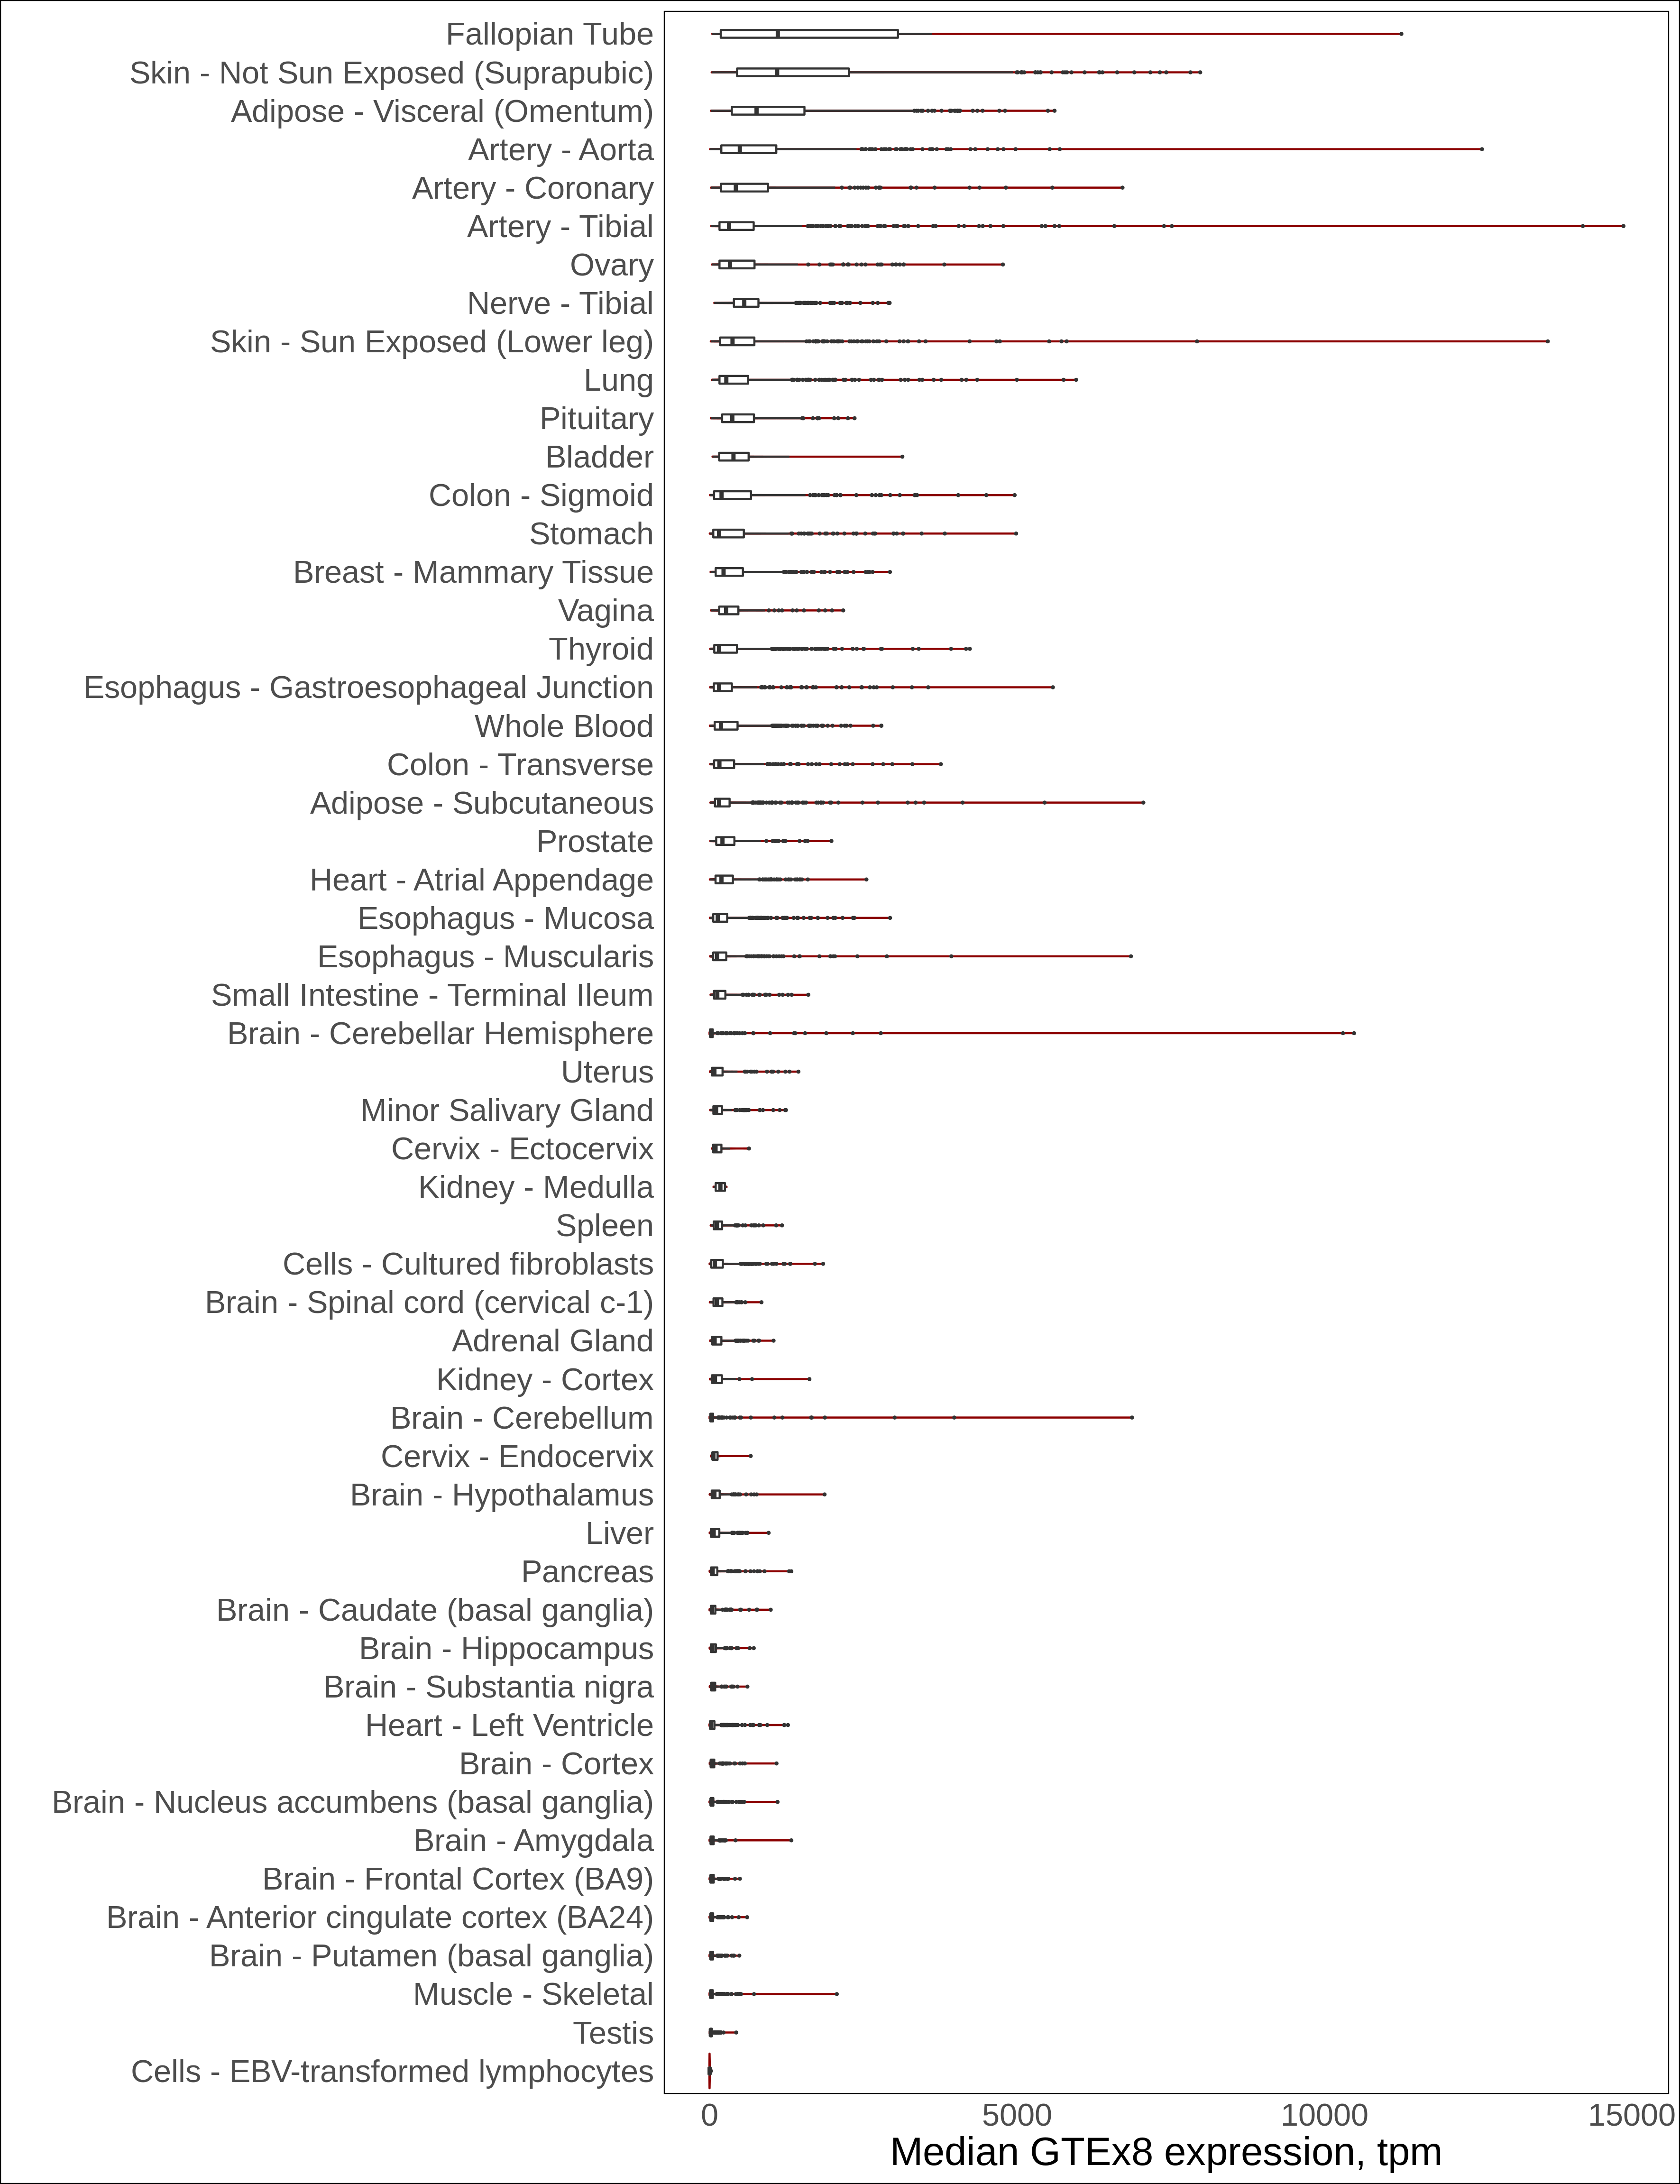 Fallopian Tube
Skin - Not Sun Exposed (Suprapubic)
Adipose - Visceral (Omentum)
Artery - Aorta
Artery - Coronary
Artery - Tibial
Ovary
Nerve - Tibial
Skin - Sun Exposed (Lower leg)
Lung
Pituitary
Bladder
Colon - Sigmoid
Stomach
Breast - Mammary Tissue
Vagina
Thyroid
Esophagus - Gastroesophageal Junction
Whole Blood
Colon - Transverse
Adipose - Subcutaneous
Prostate
Heart - Atrial Appendage
Esophagus - Mucosa
Esophagus - Muscularis
Small Intestine - Terminal Ileum
Brain - Cerebellar Hemisphere
Uterus
Minor Salivary Gland
Cervix - Ectocervix
Kidney - Medulla
Spleen
Cells - Cultured fibroblasts
Brain - Spinal cord (cervical c-1)
Adrenal Gland
Kidney - Cortex
Brain - Cerebellum
Cervix - Endocervix
Brain - Hypothalamus
Liver
Pancreas
Brain - Caudate (basal ganglia)
Brain - Hippocampus
Brain - Substantia nigra
Heart - Left Ventricle
Brain - Cortex
Brain - Nucleus accumbens (basal ganglia)
Brain - Amygdala
Brain - Frontal Cortex (BA9)
Brain - Anterior cingulate cortex (BA24)
Brain - Putamen (basal ganglia)
Muscle - Skeletal
Testis
Cells - EBV-transformed lymphocytes
0 5000 10000 15000
Median GTEx8 expression, tpm